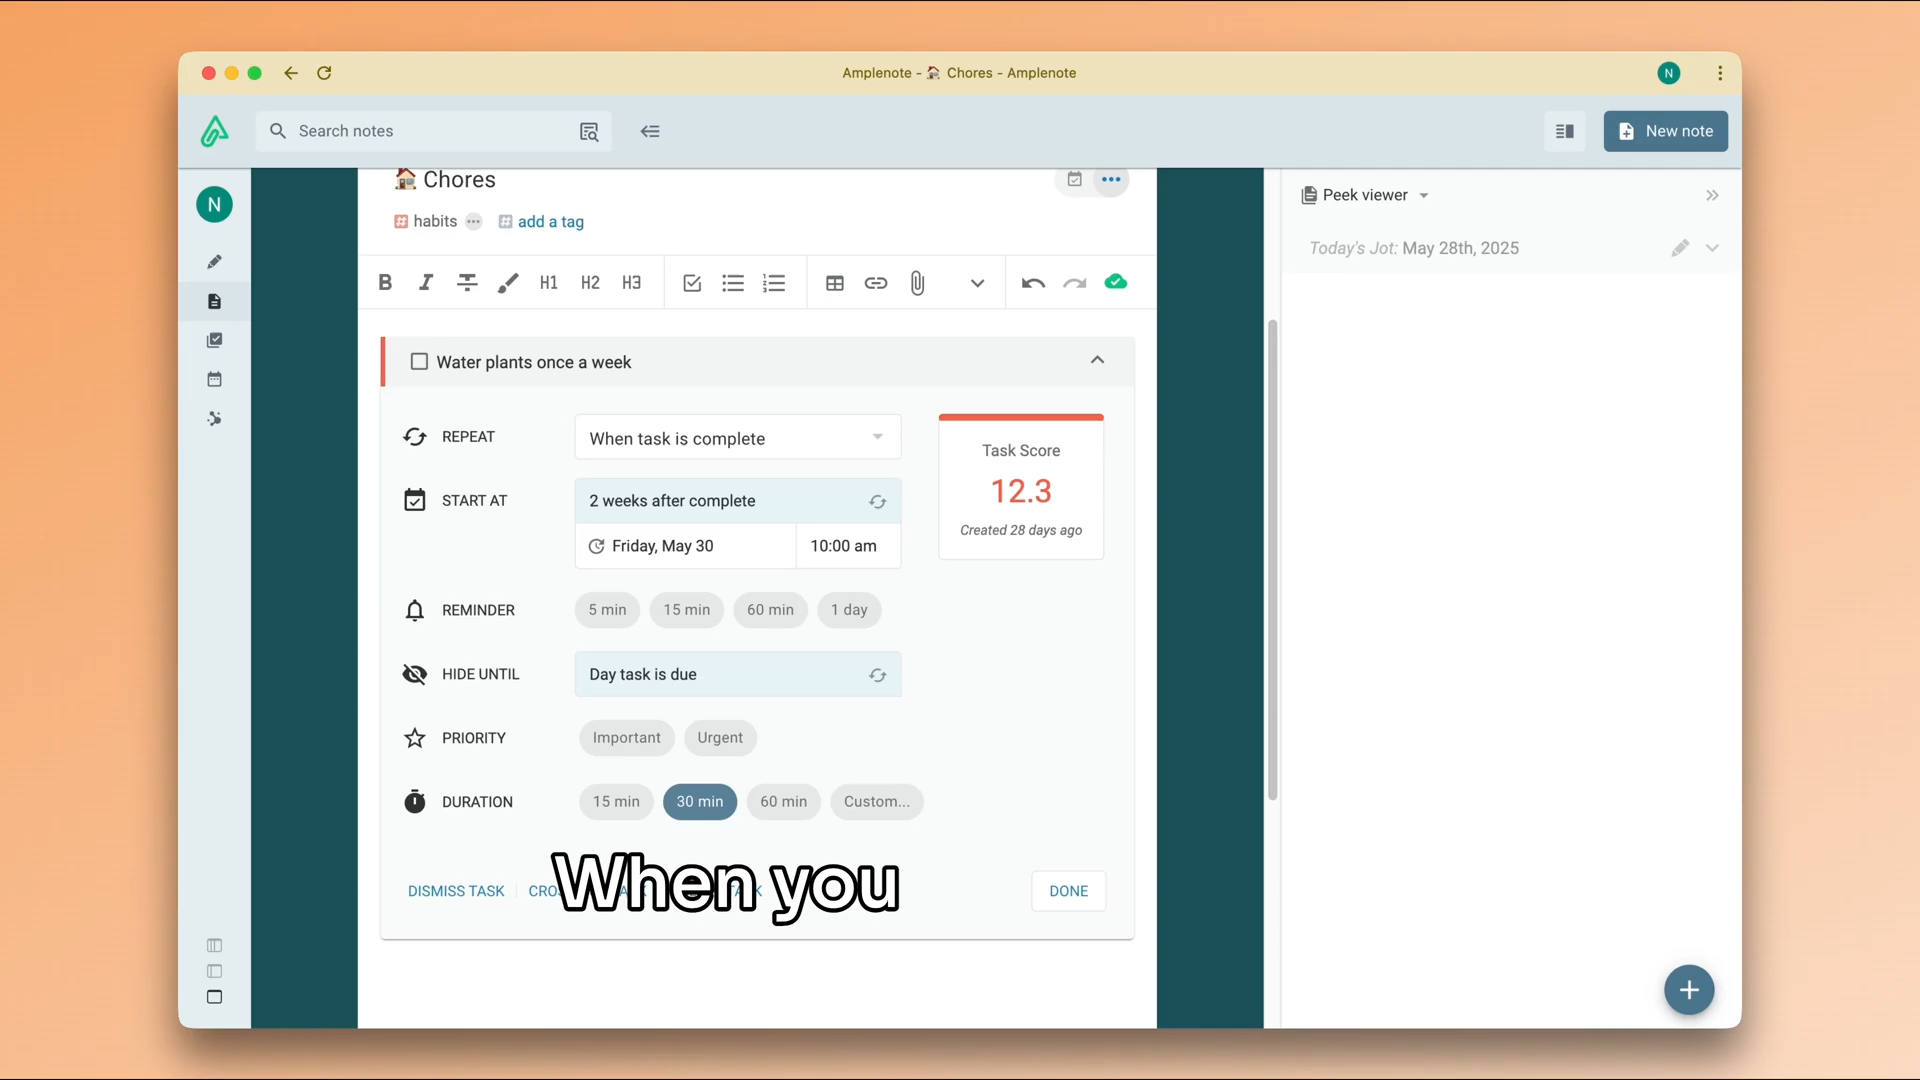 Amplenote - 🏠 Chores - Amplenote
N
Search notes
New note
N
🏠 Chores
habits
add a tag
B I H1 H2 H3
Water plants once a week
REPEAT
When task is complete
START AT
2 weeks after complete
Friday, May 30
10:00 am
Task Score
12.3
Created 28 days ago
REMINDER
5 min 15 min 60 min 1 day
HIDE UNTIL
Day task is due
PRIORITY
Important Urgent
DURATION
15 min 30 min 60 min Custom...
DISMISS TASK
DONE
When you
Peek viewer
Today's Jot: May 28th, 2025